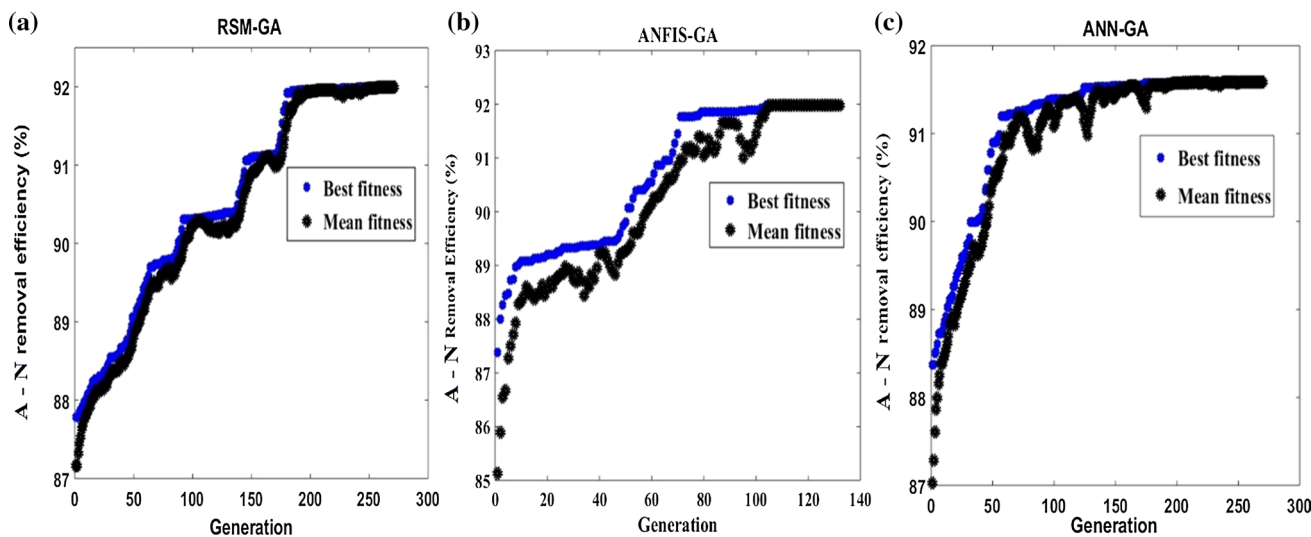 (a)
RSM-GA
A - N removal efficiency (%)
92
91
90
89
88
87
0 50 100 150 200 250 300
Generation
Best fitness
Mean fitness
(b)
ANFIS-GA
A - N Removal Efficiency (%)
93
92
91
90
89
88
87
86
85
0 20 40 60 80 100 120 140
Generation
Best fitness
Mean fitness
(c)
ANN-GA
A - N removal efficiency (%)
92
91
90
89
88
87
0 50 100 150 200 250 300
Generation
Best fitness
Mean fitness